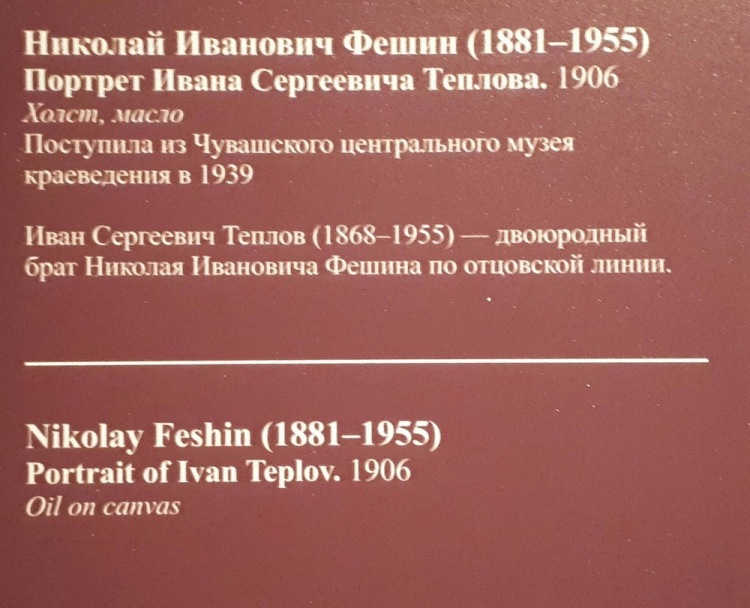 Николай Иванович Фешин (1881–1955)
Портрет Ивана Сергеевича Теплова. 1906
Холст, масло
Поступила из Чувашского центрального музея
краеведения в 1939
Иван Сергеевич Теплов (1868–1955) — двоюродный
брат Николая Ивановича Фешина по отцовской линии.
Nikolay Feshin (1881–1955)
Portrait of Ivan Teplov. 1906
Oil on canvas